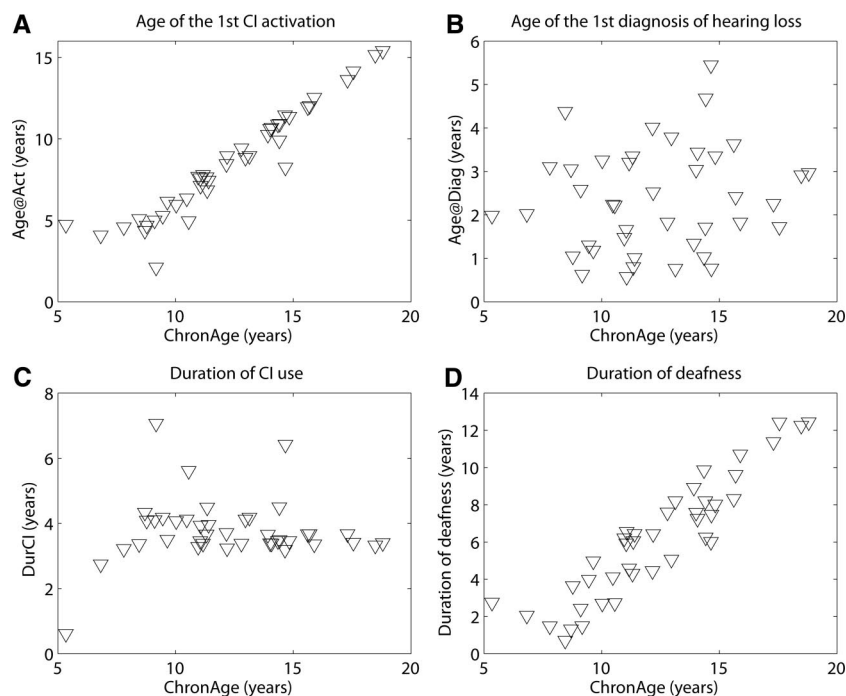 A
Age of the 1st CI activation
15
10
5
0
Age@Act (years)
5 10 15 20
ChronAge (years)
B
Age of the 1st diagnosis of hearing loss
6
5
4
3
2
1
0
Age@Diag (years)
5 10 15 20
ChronAge (years)
C
Duration of CI use
8
6
4
2
0
DurCI (years)
5 10 15 20
ChronAge (years)
D
Duration of deafness
14
12
10
8
6
4
2
0
Duration of deafness (years)
5 10 15 20
ChronAge (years)